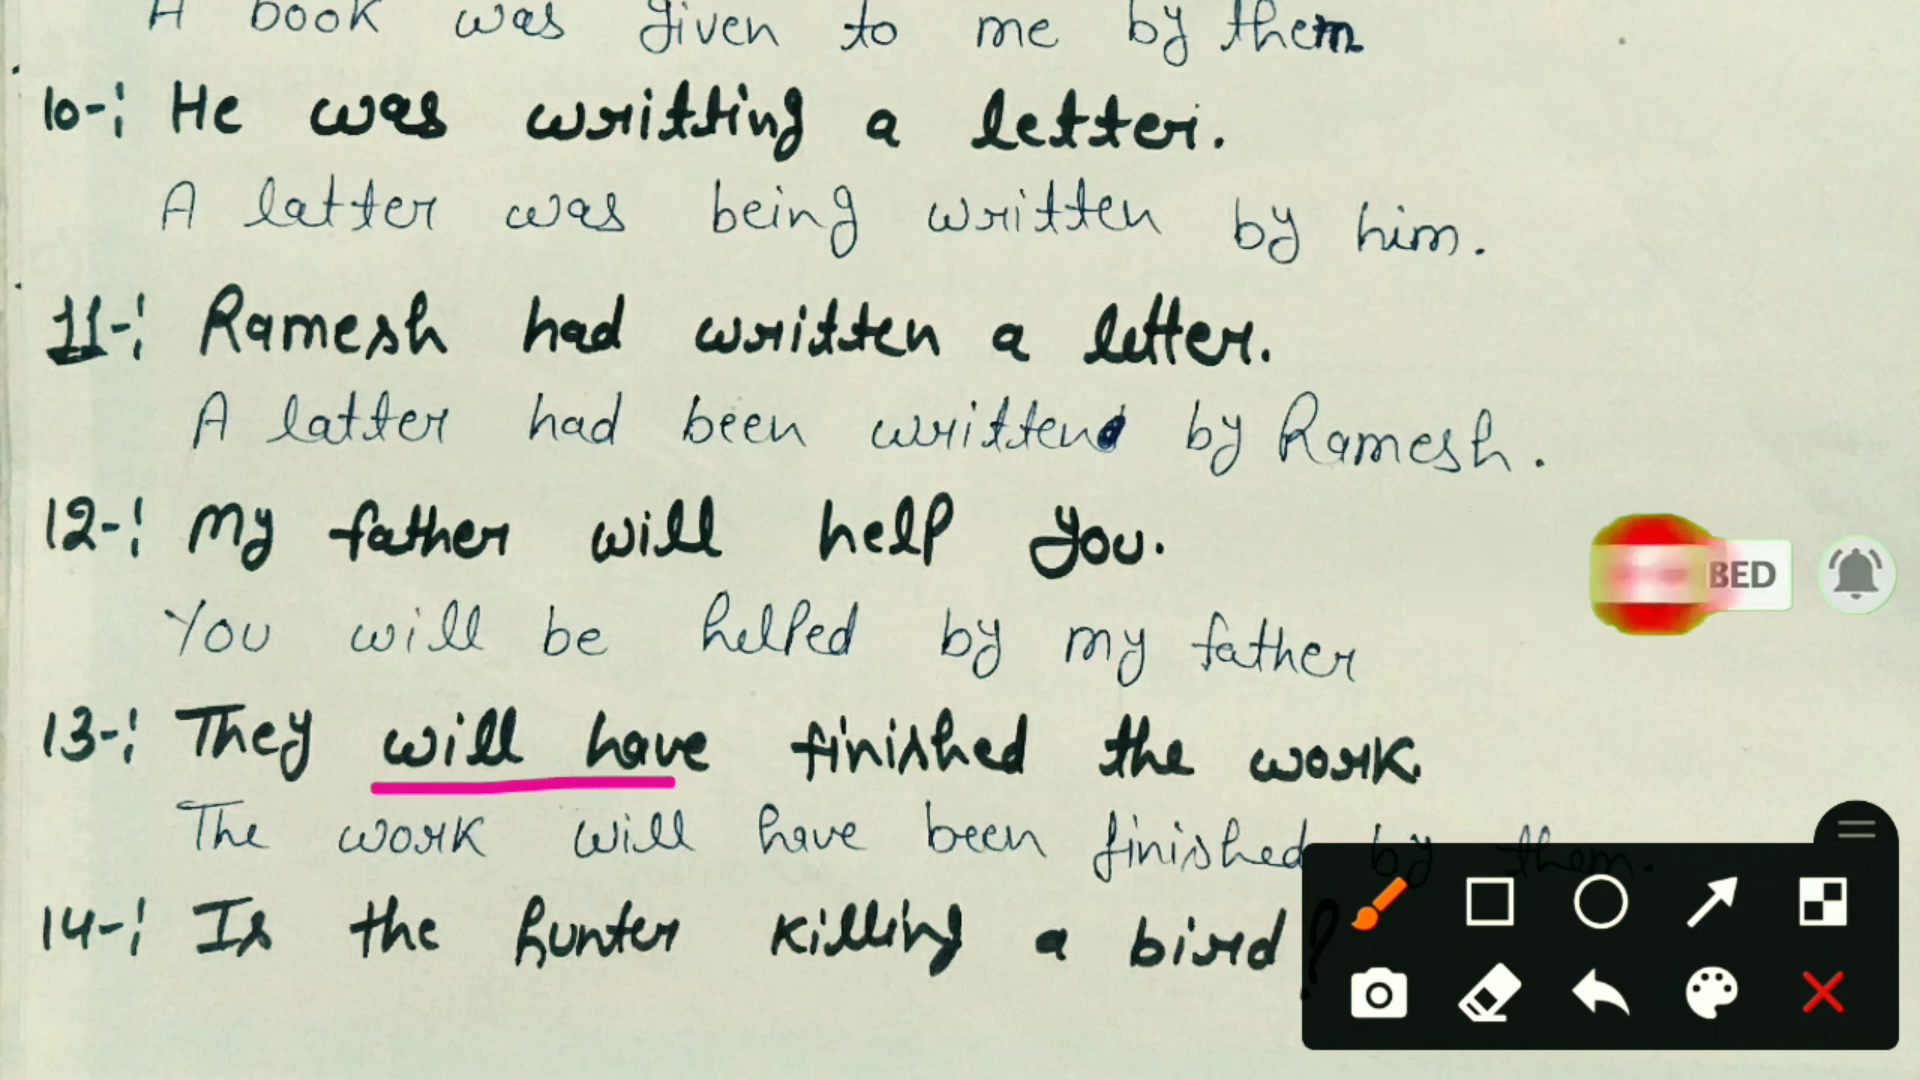 A book was given to me by them
10-: He was writting a letter.
A latter was being written by him.
11-: Ramesh had written a letter.
A latter had been written by Ramesh.
12-: My father will help you.
You will be helped by my father
13-: They will have finished the work.
The work will have been finished by them.
14-: Is the hunter killing a bird?
BED